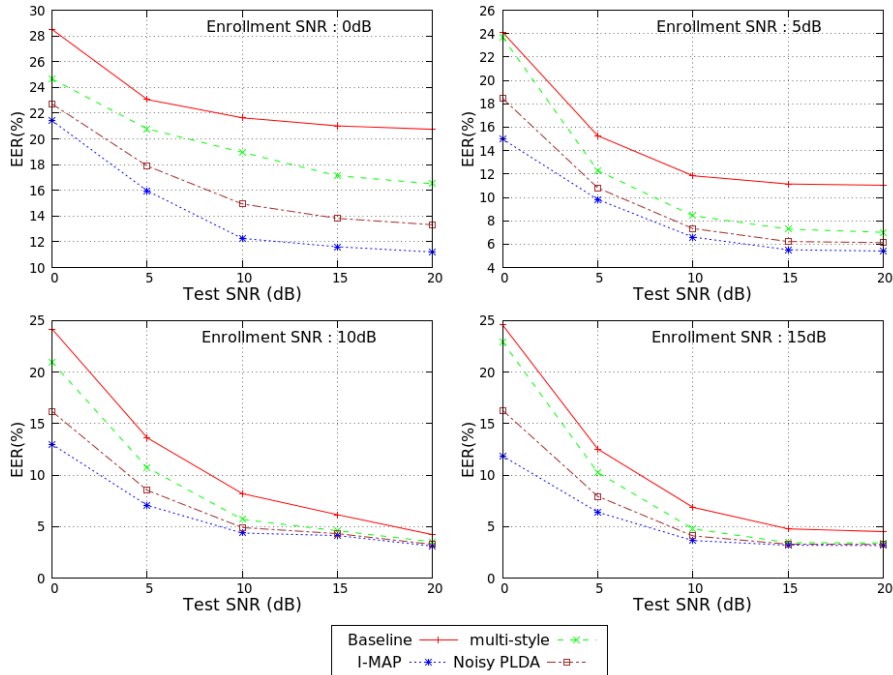 Enrollment SNR : 0dB
EER(%)
30
28
26
24
22
20
18
16
14
12
10
0 5 10 15 20
Test SNR (dB)
Enrollment SNR : 5dB
EER(%)
26
24
22
20
18
16
14
12
10
8
6
4
0 5 10 15 20
Test SNR (dB)
Enrollment SNR : 10dB
EER(%)
25
20
15
10
5
0
0 5 10 15 20
Test SNR (dB)
Enrollment SNR : 15dB
EER(%)
25
20
15
10
5
0
0 5 10 15 20
Test SNR (dB)
Baseline multi-style
I-MAP Noisy PLDA